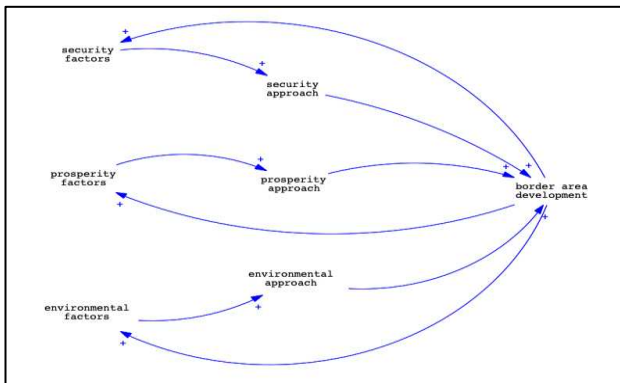 +
security
factors
+
security
approach
+
prosperity
factors
+
prosperity
approach
+ +
border area
development
+
+
environmental
approach
+
environmental
factors
+